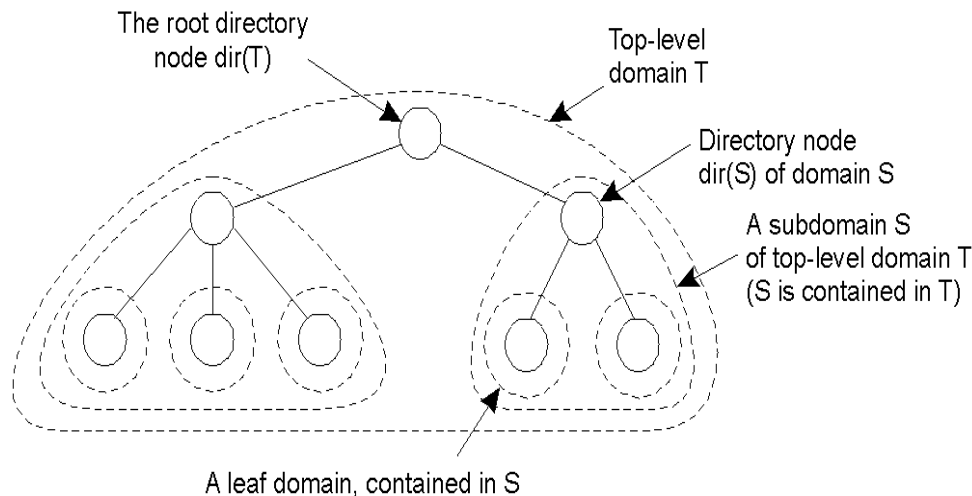 The root directory
node dir(T)
Top-level
domain T
Directory node
dir(S) of domain S
A subdomain S
of top-level domain T
(S is contained in T)
A leaf domain, contained in S